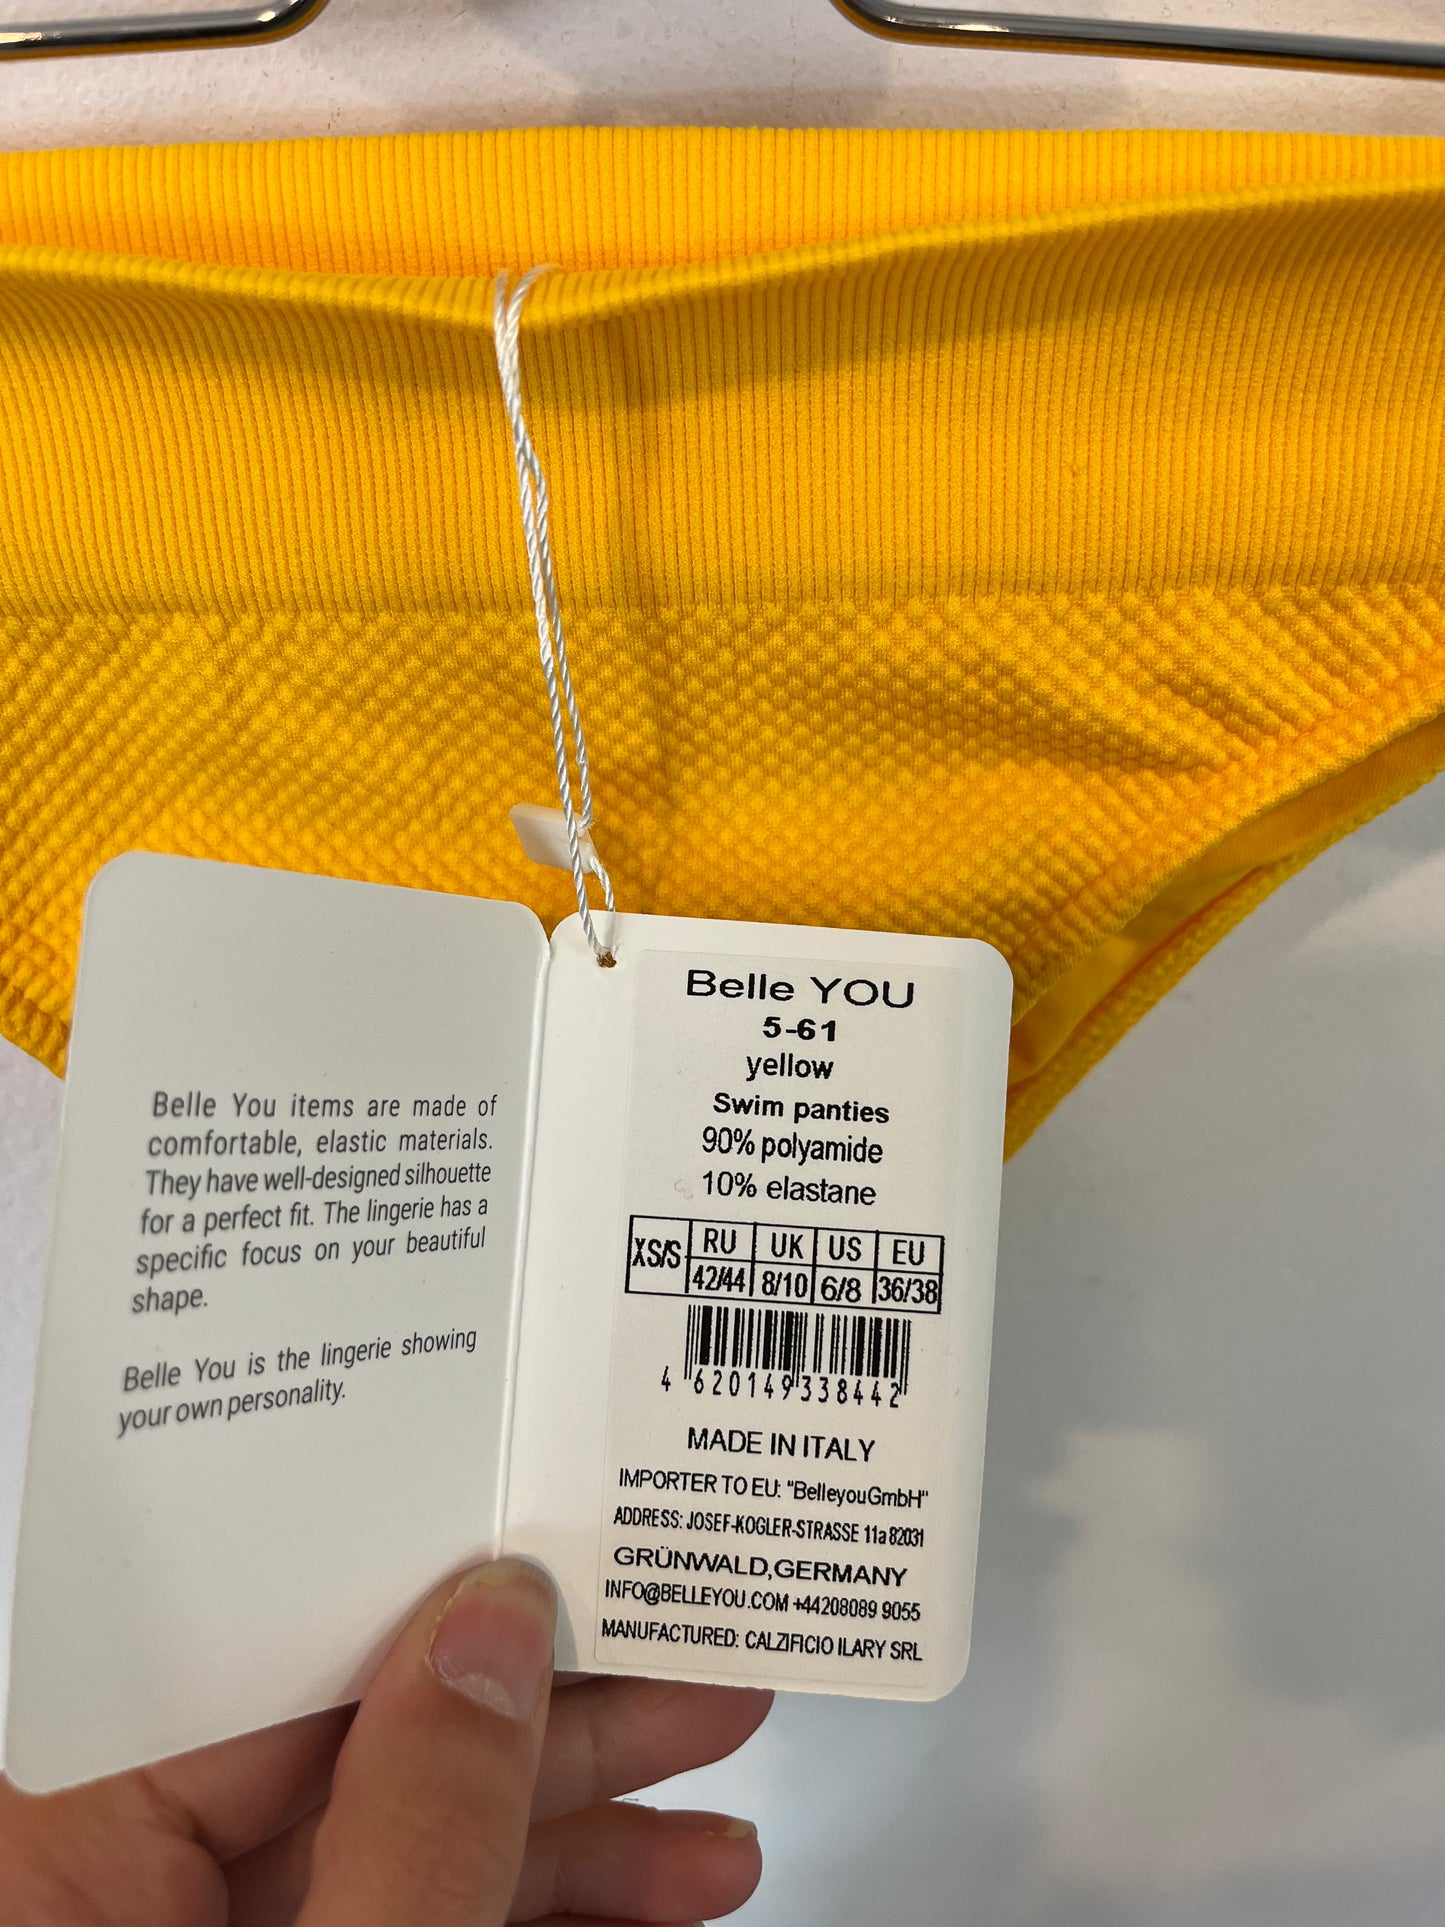 Belle You items are made of
comfortable, elastic materials.
They have well-designed silhouette
for a perfect fit. The lingerie has a
specific focus on your beautiful
shape.
Belle You is the lingerie showing
your own personality.
Belle YOU
5-61
yellow
Swim panties
90% polyamide
10% elastane
XS/S RU UK US EU
42/44 8/10 6/8 36/38
4 620149 338442
MADE IN ITALY
IMPORTER TO EU: "BelleyouGmbH"
ADDRESS: JOSEF-KOGLER-STRASSE 11a 82031
GRÜNWALD,GERMANY
INFO@BELLEYOU.COM +44208089 9055
MANUFACTURED: CALZIFICIO ILARY SRL